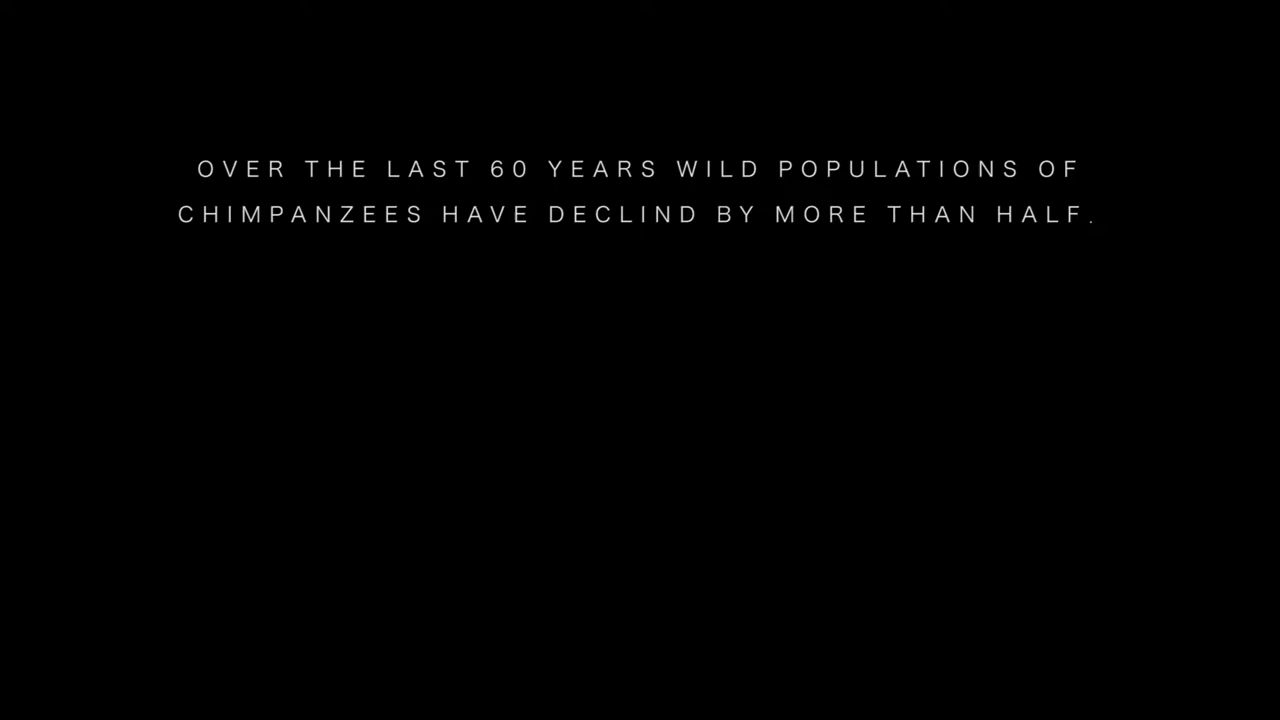 OVER THE LAST 60 YEARS WILD POPULATIONS OF
CHIMPANZEES HAVE DECLIND BY MORE THAN HALF.